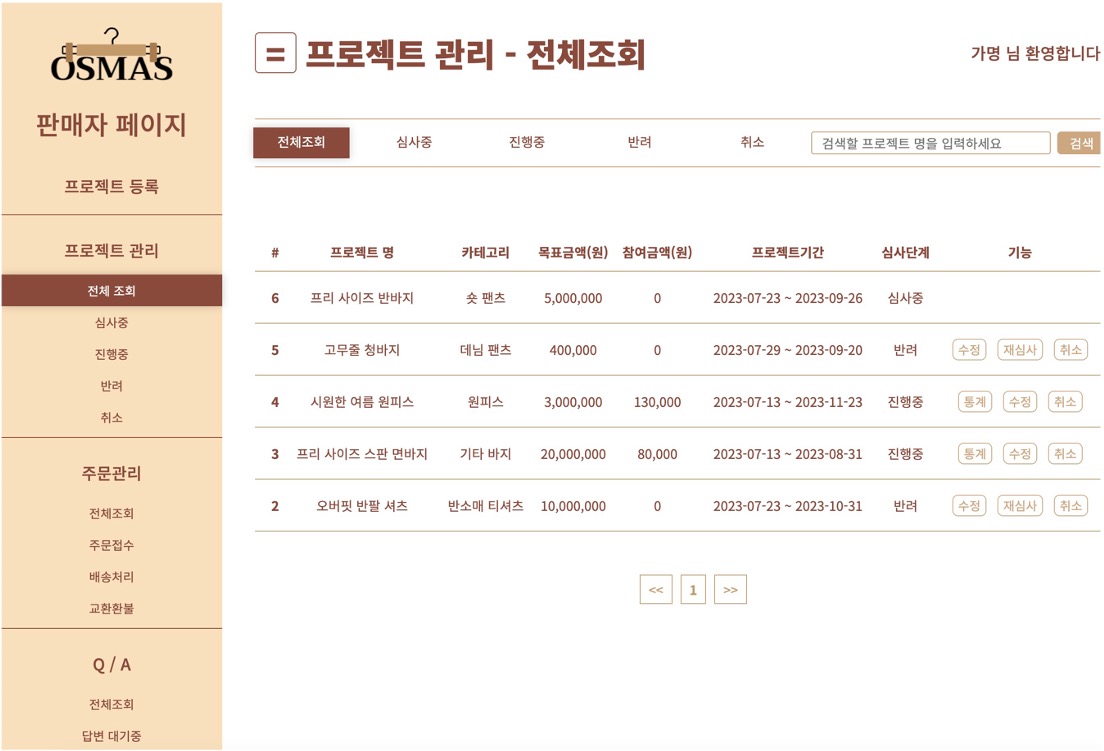 OSMAS
판매자 페이지
프로젝트 등록
프로젝트 관리
전체 조회
심사중
진행중
반려
취소
주문관리
전체조회
주문접수
배송처리
교환환불
Q / A
전체조회
답변 대기중
프로젝트 관리 - 전체조회
가명 님 환영합니다
전체조회 심사중 진행중 반려 취소 검색할 프로젝트 명을 입력하세요 검색
# 프로젝트 명 카테고리 목표금액(원) 참여금액(원) 프로젝트기간 심사단계 기능
6 프리 사이즈 반바지 숏 팬츠 5,000,000 0 2023-07-23 ~ 2023-09-26 심사중
5 고무줄 청바지 데님 팬츠 400,000 0 2023-07-29 ~ 2023-09-20 반려 수정 재심사 취소
4 시원한 여름 원피스 원피스 3,000,000 130,000 2023-07-13 ~ 2023-11-23 진행중 통계 수정 취소
3 프리 사이즈 스판 면바지 기타 바지 20,000,000 80,000 2023-07-13 ~ 2023-08-31 진행중 통계 수정 취소
2 오버핏 반팔 셔츠 반소매 티셔츠 10,000,000 0 2023-07-23 ~ 2023-10-31 반려 수정 재심사 취소
<< 1 >>